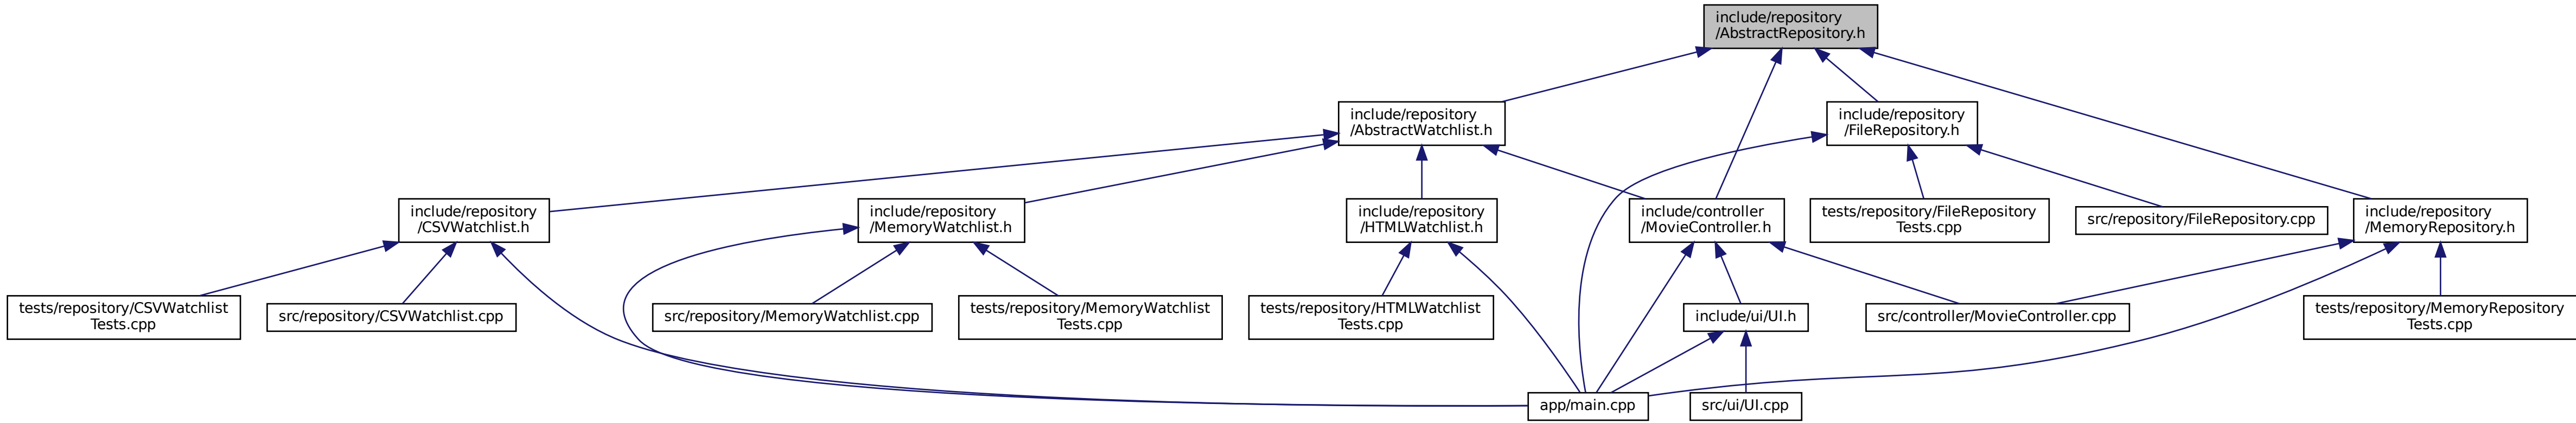 include/repository
/AbstractRepository.h
include/repository
/AbstractWatchlist.h
include/repository
/FileRepository.h
include/repository
/CSVWatchlist.h
include/repository
/MemoryWatchlist.h
include/repository
/HTMLWatchlist.h
include/controller
/MovieController.h
tests/repository/FileRepository
Tests.cpp
src/repository/FileRepository.cpp
include/repository
/MemoryRepository.h
tests/repository/CSVWatchlist
Tests.cpp
src/repository/CSVWatchlist.cpp
src/repository/MemoryWatchlist.cpp
tests/repository/MemoryWatchlist
Tests.cpp
tests/repository/HTMLWatchlist
Tests.cpp
include/ui/UI.h
src/controller/MovieController.cpp
tests/repository/MemoryRepository
Tests.cpp
app/main.cpp
src/ui/UI.cpp